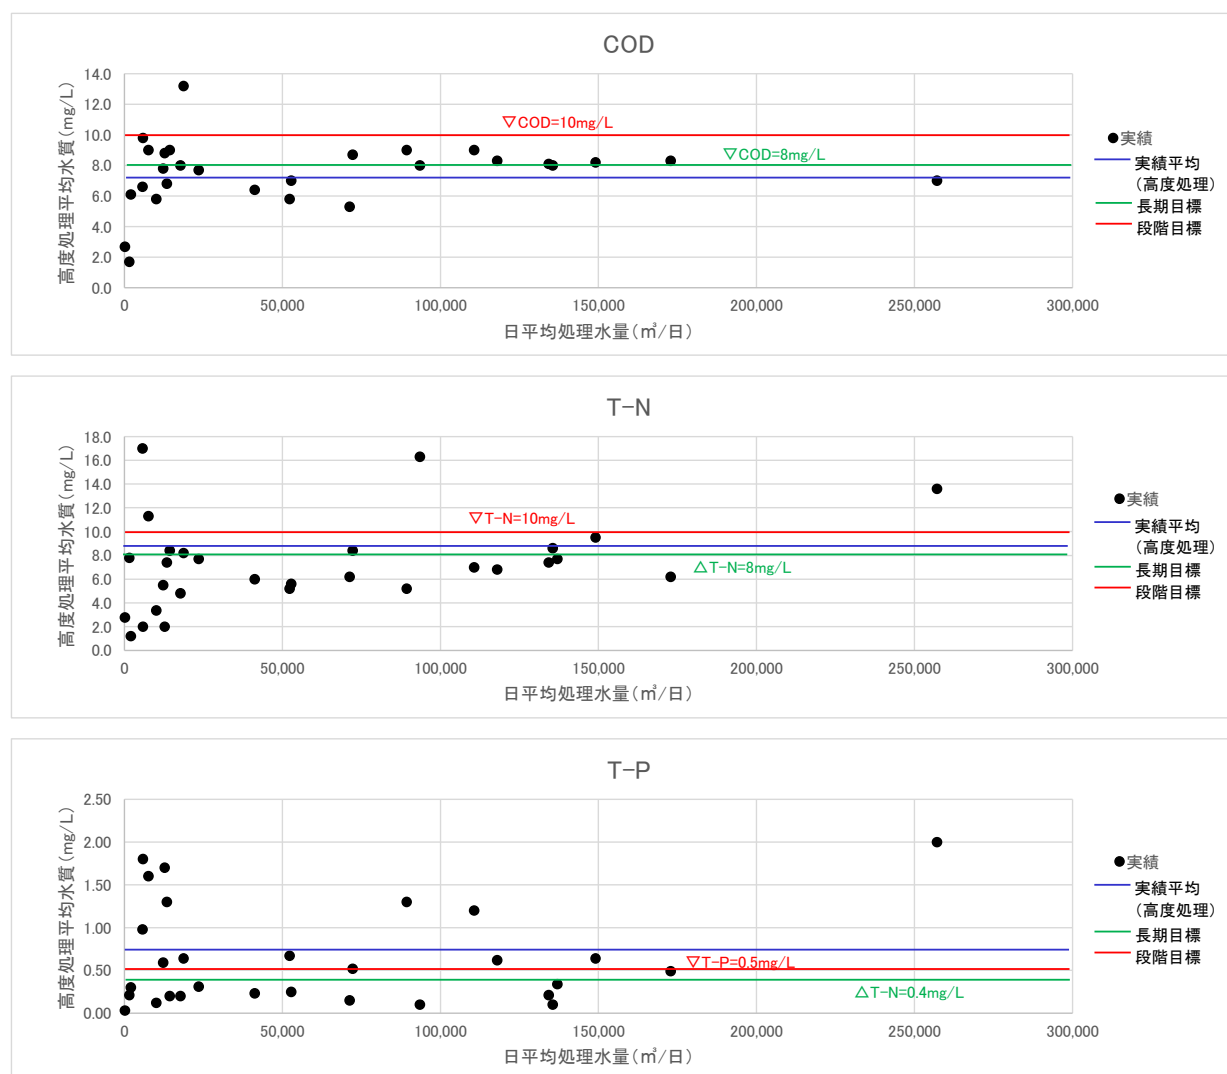 COD
高度処理平均水質(mg/L)
14.0
12.0
10.0
8.0
6.0
4.0
2.0
0.0
▽COD=10mg/L
▽COD=8mg/L
0 50,000 100,000 150,000 200,000 250,000 300,000
日平均処理水量(㎥/日)
●実績
実績平均
(高度処理)
長期目標
段階目標
T-N
高度処理平均水質(mg/L)
18.0
16.0
14.0
12.0
10.0
8.0
6.0
4.0
2.0
0.0
▽T-N=10mg/L
△T-N=8mg/L
0 50,000 100,000 150,000 200,000 250,000 300,000
日平均処理水量(㎥/日)
●実績
実績平均
(高度処理)
長期目標
段階目標
T-P
高度処理平均水質(mg/L)
2.50
2.00
1.50
1.00
0.50
0.00
▽T-P=0.5mg/L
△T-N=0.4mg/L
0 50,000 100,000 150,000 200,000 250,000 300,000
日平均処理水量(㎥/日)
●実績
実績平均
(高度処理)
長期目標
段階目標